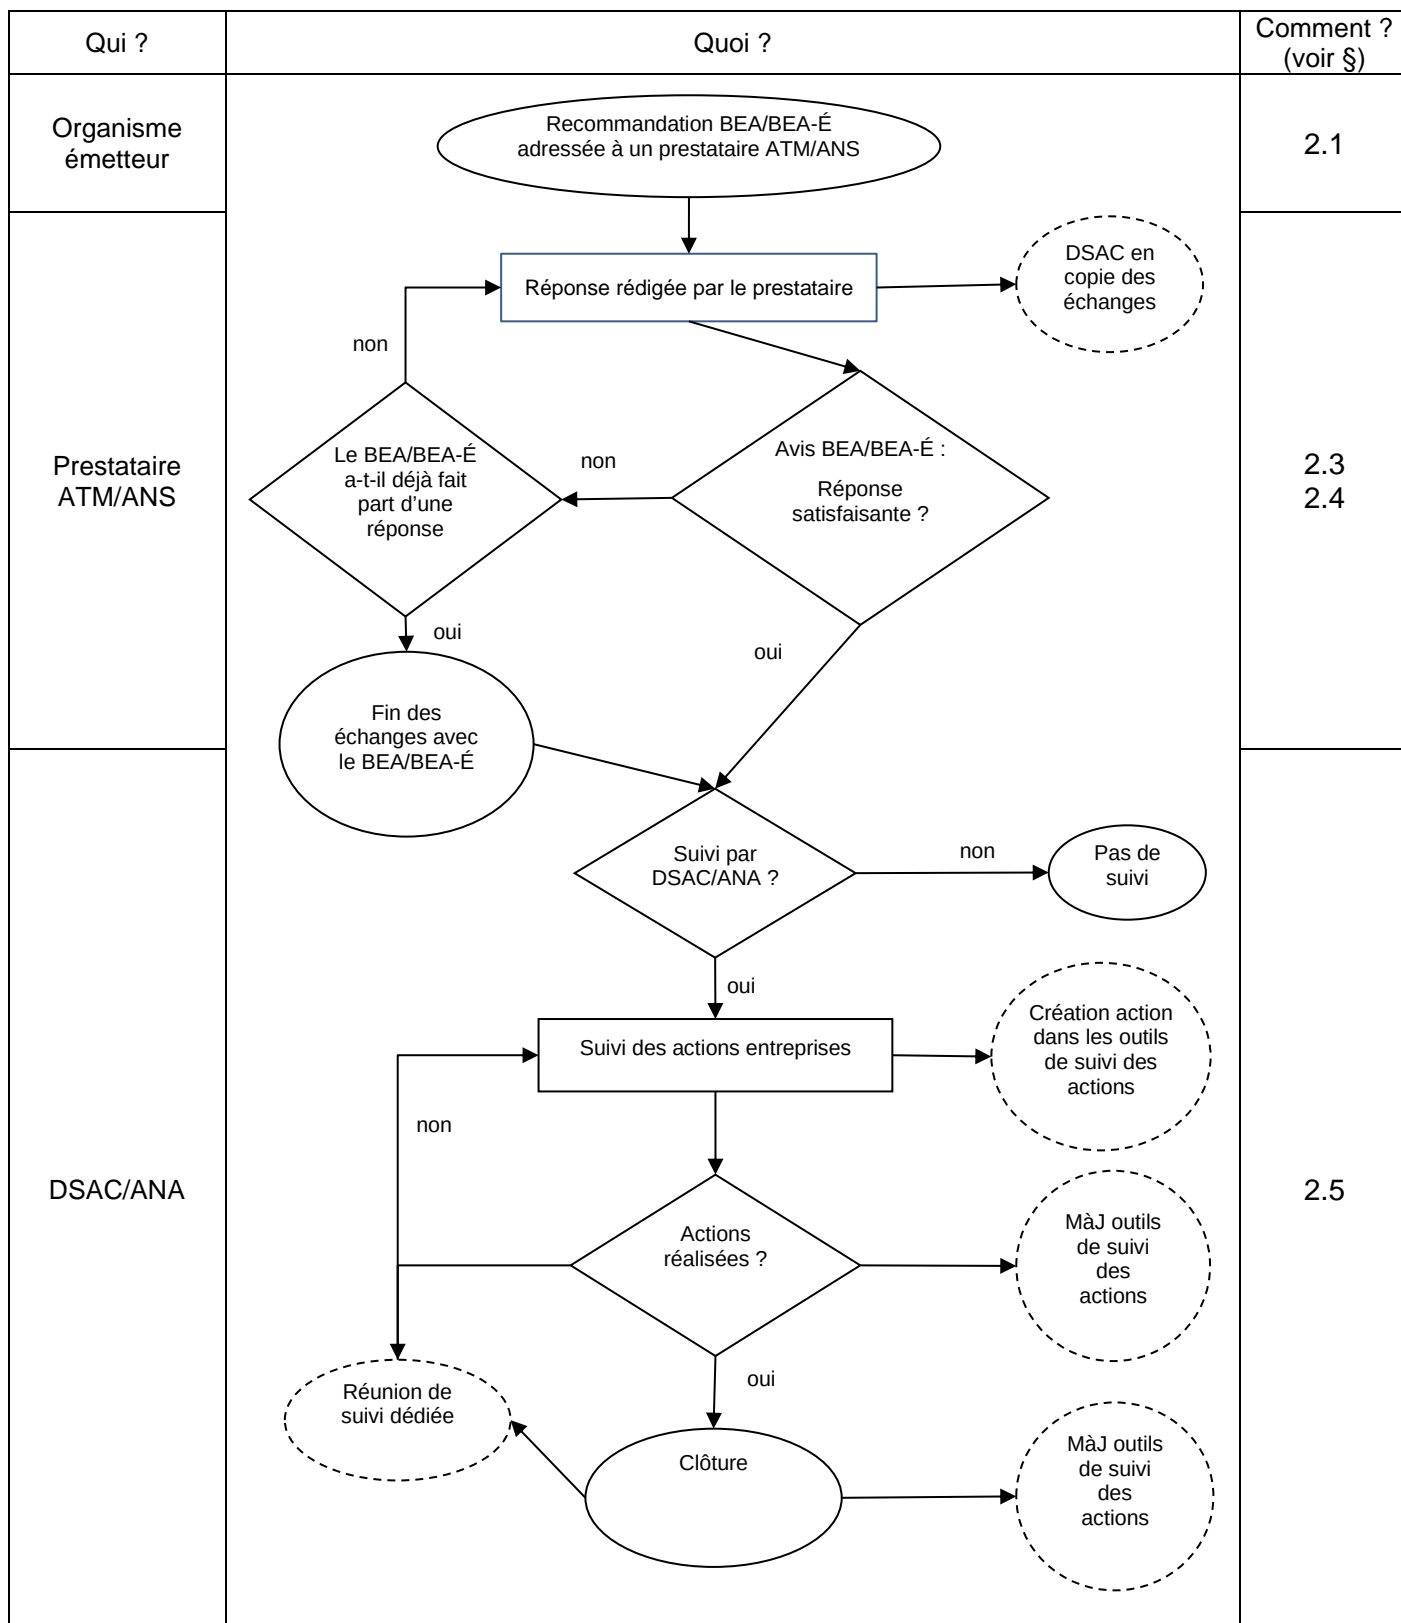 Qui ?
Quoi ?
Comment ?
(voir §)
Organisme
émetteur
Recommandation BEA/BEA-É
adressée à un prestataire ATM/ANS
2.1
Réponse rédigée par le prestataire
DSAC en
copie des
échanges
non
Prestataire
ATM/ANS
Le BEA/BEA-É
a-t-il déjà fait
part d’une
réponse
non
Avis BEA/BEA-É :
Réponse
satisfaisante ?
2.3
2.4
oui
oui
Fin des
échanges avec
le BEA/BEA-É
Suivi par
DSAC/ANA ?
non
Pas de
suivi
oui
Suivi des actions entreprises
Création action
dans les outils
de suivi des
actions
non
DSAC/ANA
Actions
réalisées ?
MàJ outils
de suivi
des
actions
2.5
oui
Réunion de
suivi dédiée
Clôture
MàJ outils
de suivi
des
actions